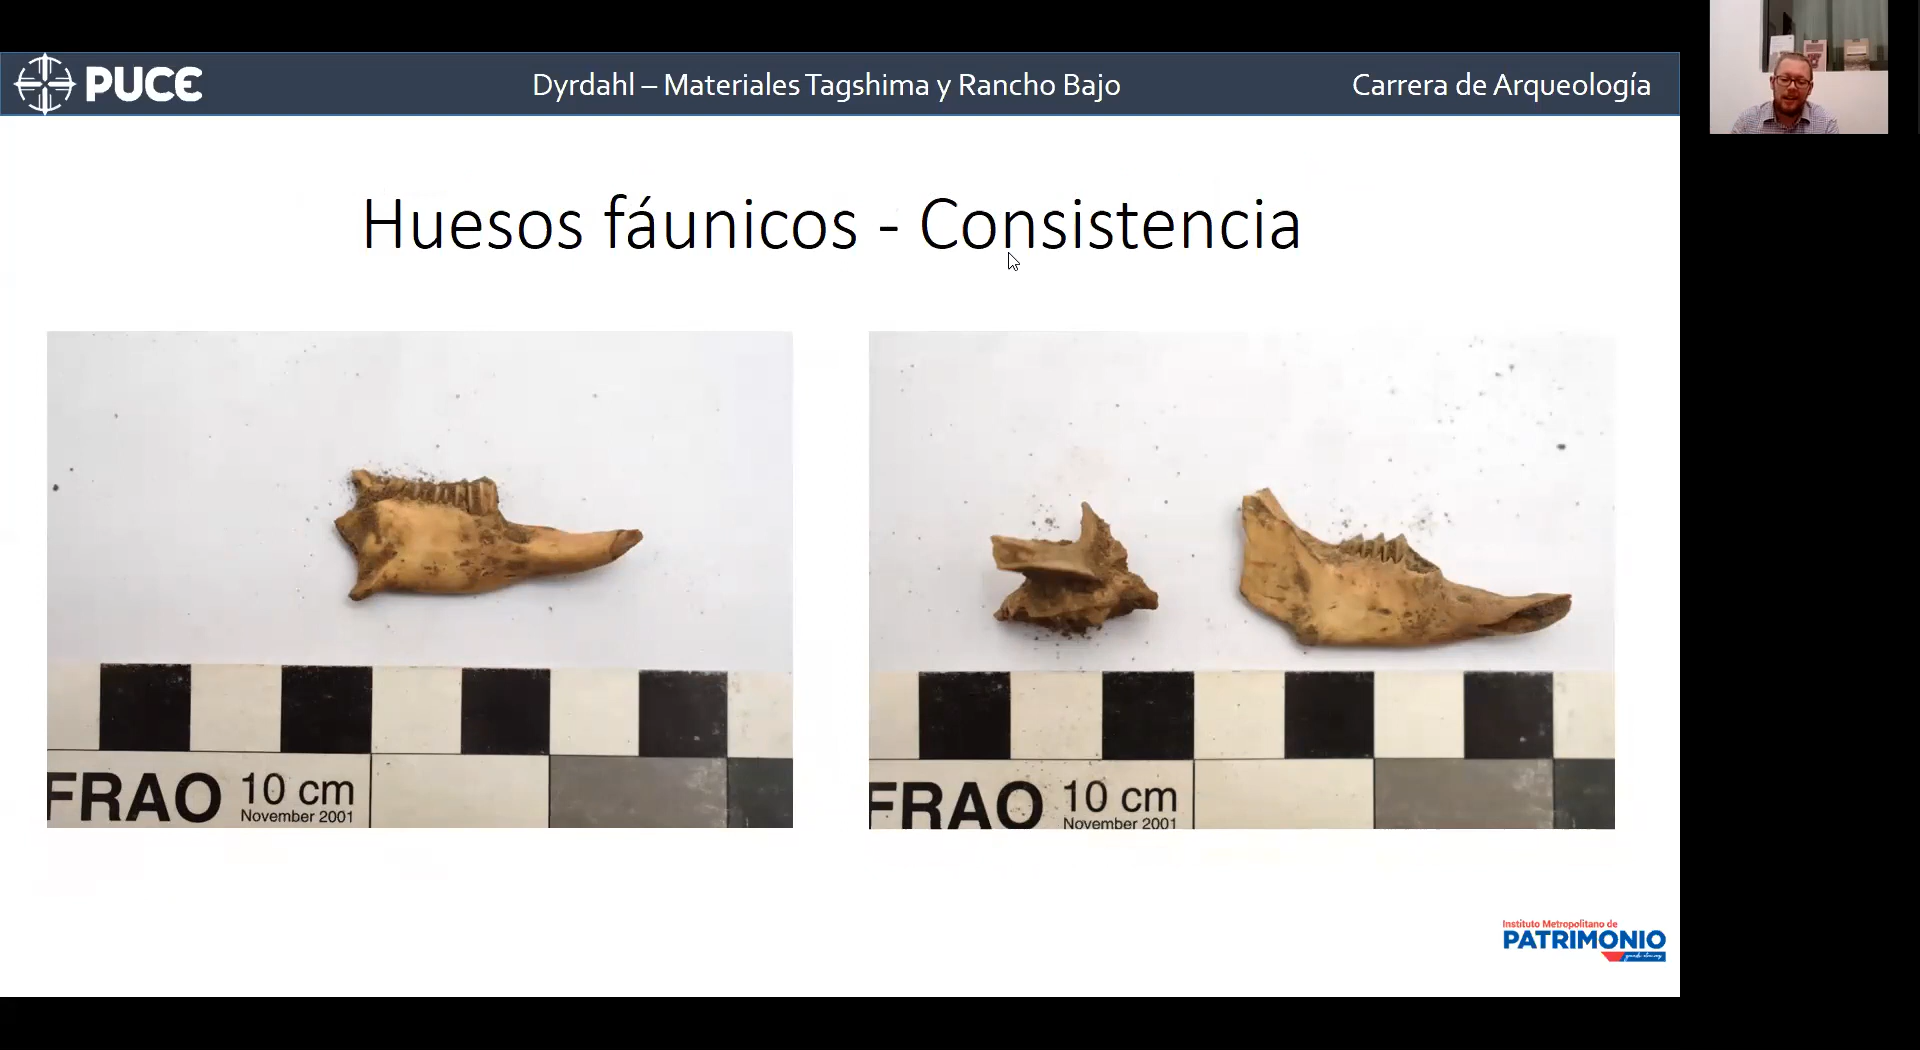 PUCE
Dyrdahl – Materiales Tagshima y Rancho Bajo
Carrera de Arqueología
Huesos fáunicos - Consistencia
FRAO 10 cm
November 2001
FRAO 10 cm
November 2001
Instituto Metropolitano de
PATRIMONIO